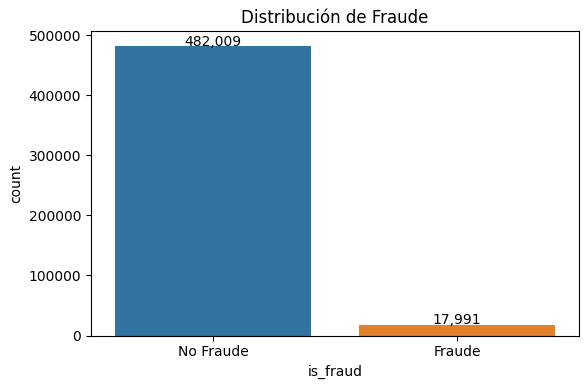 Distribución de Fraude
500000
400000
300000
200000
100000
0
count
482,009
17,991
No Fraude
Fraude
is_fraud